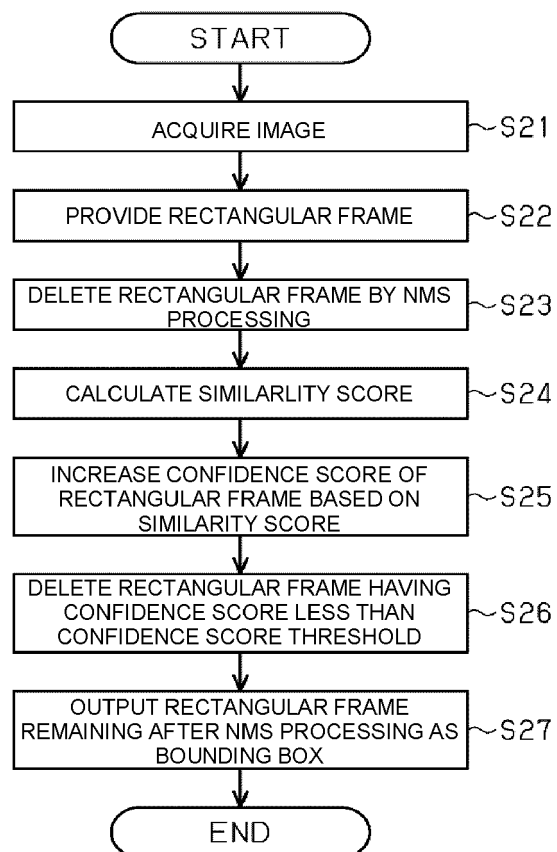 START
ACQUIRE IMAGE
S21
PROVIDE RECTANGULAR FRAME
S22
DELETE RECTANGULAR FRAME BY NMS
PROCESSING
S23
CALCULATE SIMILARLITY SCORE
S24
INCREASE CONFIDENCE SCORE OF
RECTANGULAR FRAME BASED ON
SIMILARITY SCORE
S25
DELETE RECTANGULAR FRAME HAVING
CONFIDENCE SCORE LESS THAN
CONFIDENCE SCORE THRESHOLD
S26
OUTPUT RECTANGULAR FRAME
REMAINING AFTER NMS PROCESSING AS
BOUNDING BOX
S27
END